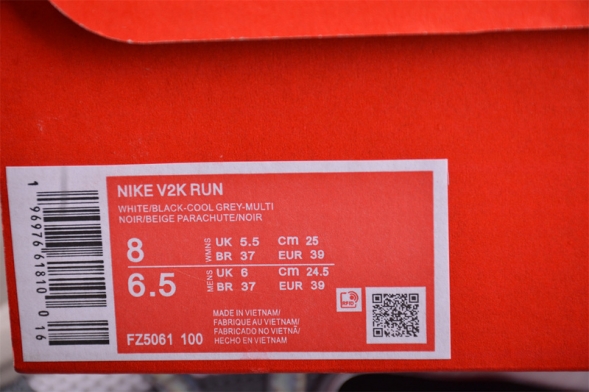 NIKE V2K RUN
WHITE/BLACK-COOL GREY-MULTI
NOIR/BEIGE PARACHUTE/NOIR
8 WMNS UK 5.5 cm 25
BR 37 EUR 39
6.5 MENS UK 6 cm 24.5
BR 37 EUR 39
MADE IN VIETNAM/
FABRIQUE AU VIETNAM/
FABRICADO NO VIETNÃ/
HECHO EN VIETNAM
FZ5061 100
RFID
1 96976 61810 0 16